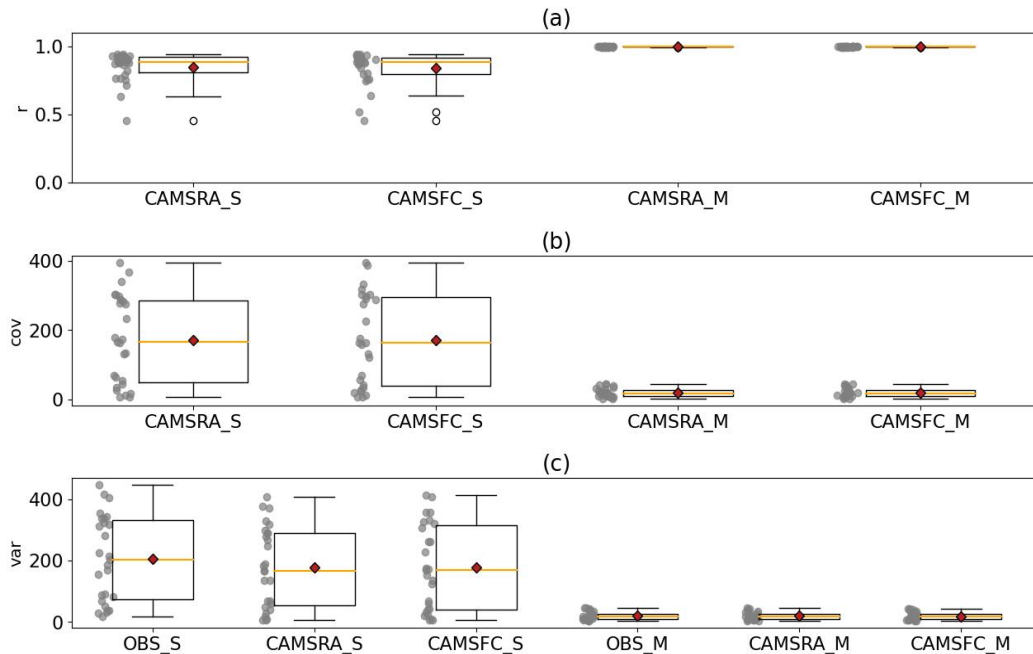 (a)
1.0
0.5
0.0
r
CAMSRA_S CAMSFC_S CAMSRA_M CAMSFC_M
(b)
400
200
0
cov
CAMSRA_S CAMSFC_S CAMSRA_M CAMSFC_M
(c)
400
200
0
var
OBS_S CAMSRA_S CAMSFC_S OBS_M CAMSRA_M CAMSFC_M